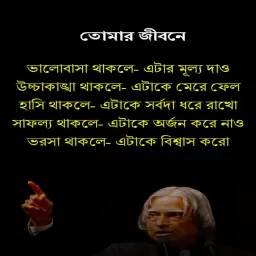 তোমার জীবনে
ভালোবাসা থাকলে- এটার মূল্য দাও
উচ্চাকাঙ্খা থাকলে- এটাকে মেরে ফেল
হাসি থাকলে- এটাকে সর্বদা ধরে রাখো
সাফল্য থাকলে- এটাকে অর্জন করে নাও
ভরসা থাকলে- এটাকে বিশ্বাস করো